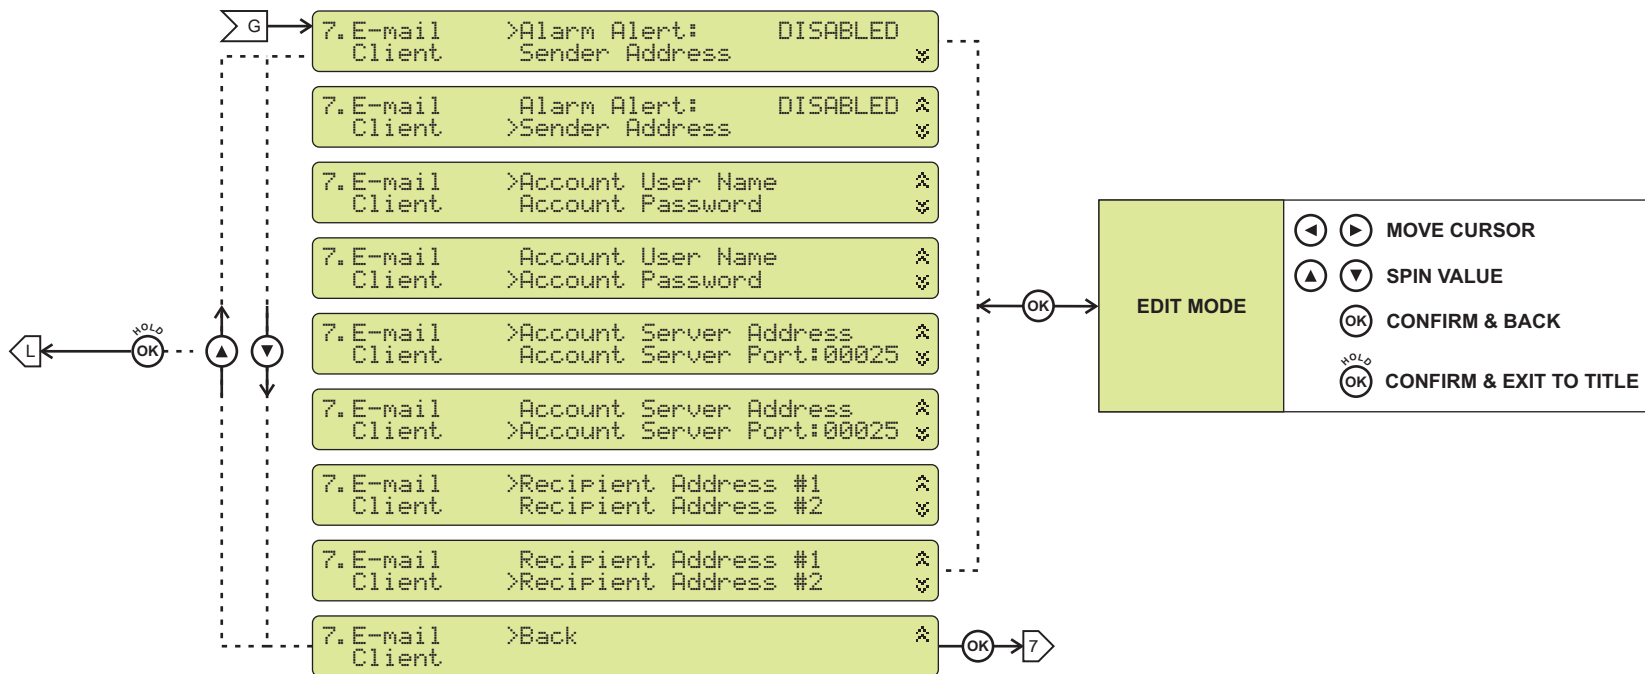 G
7.E-mail >Alarm Alert: DISABLED
Client Sender Address
7.E-mail Alarm Alert: DISABLED
Client >Sender Address
7.E-mail >Account User Name
Client Account Password
7.E-mail Account User Name
Client >Account Password
7.E-mail >Account Server Address
Client Account Server Port:00025
7.E-mail Account Server Address
Client >Account Server Port:00025
7.E-mail >Recipient Address #1
Client Recipient Address #2
7.E-mail Recipient Address #1
Client >Recipient Address #2
7.E-mail >Back
Client
L
HOLD
OK
OK
7
OK
EDIT MODE
MOVE CURSOR
SPIN VALUE
OK CONFIRM & BACK
HOLD
OK CONFIRM & EXIT TO TITLE